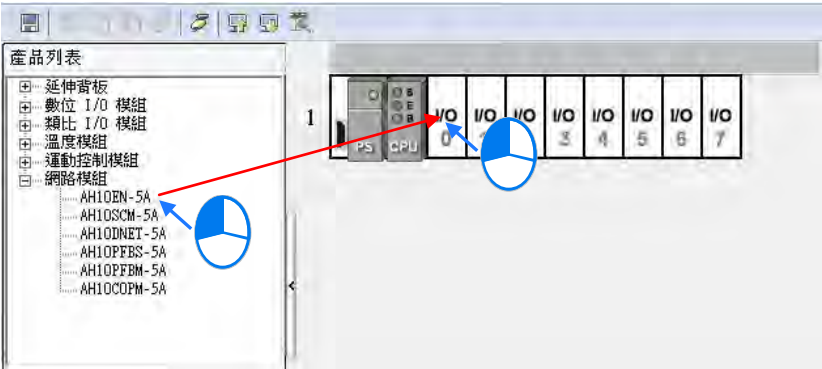 產品列表
延伸背板
數位 I/O 模組
類比 I/O 模組
溫度模組
運動控制模組
網路模組
AH10EN-5A
AH10SCM-5A
AH10DNET-5A
AH10PFBS-5A
AH10PFBM-5A
AH10COPM-5A
1
PS CPU I/O I/O I/O I/O I/O I/O I/O I/O
0 3 4 5 6 7